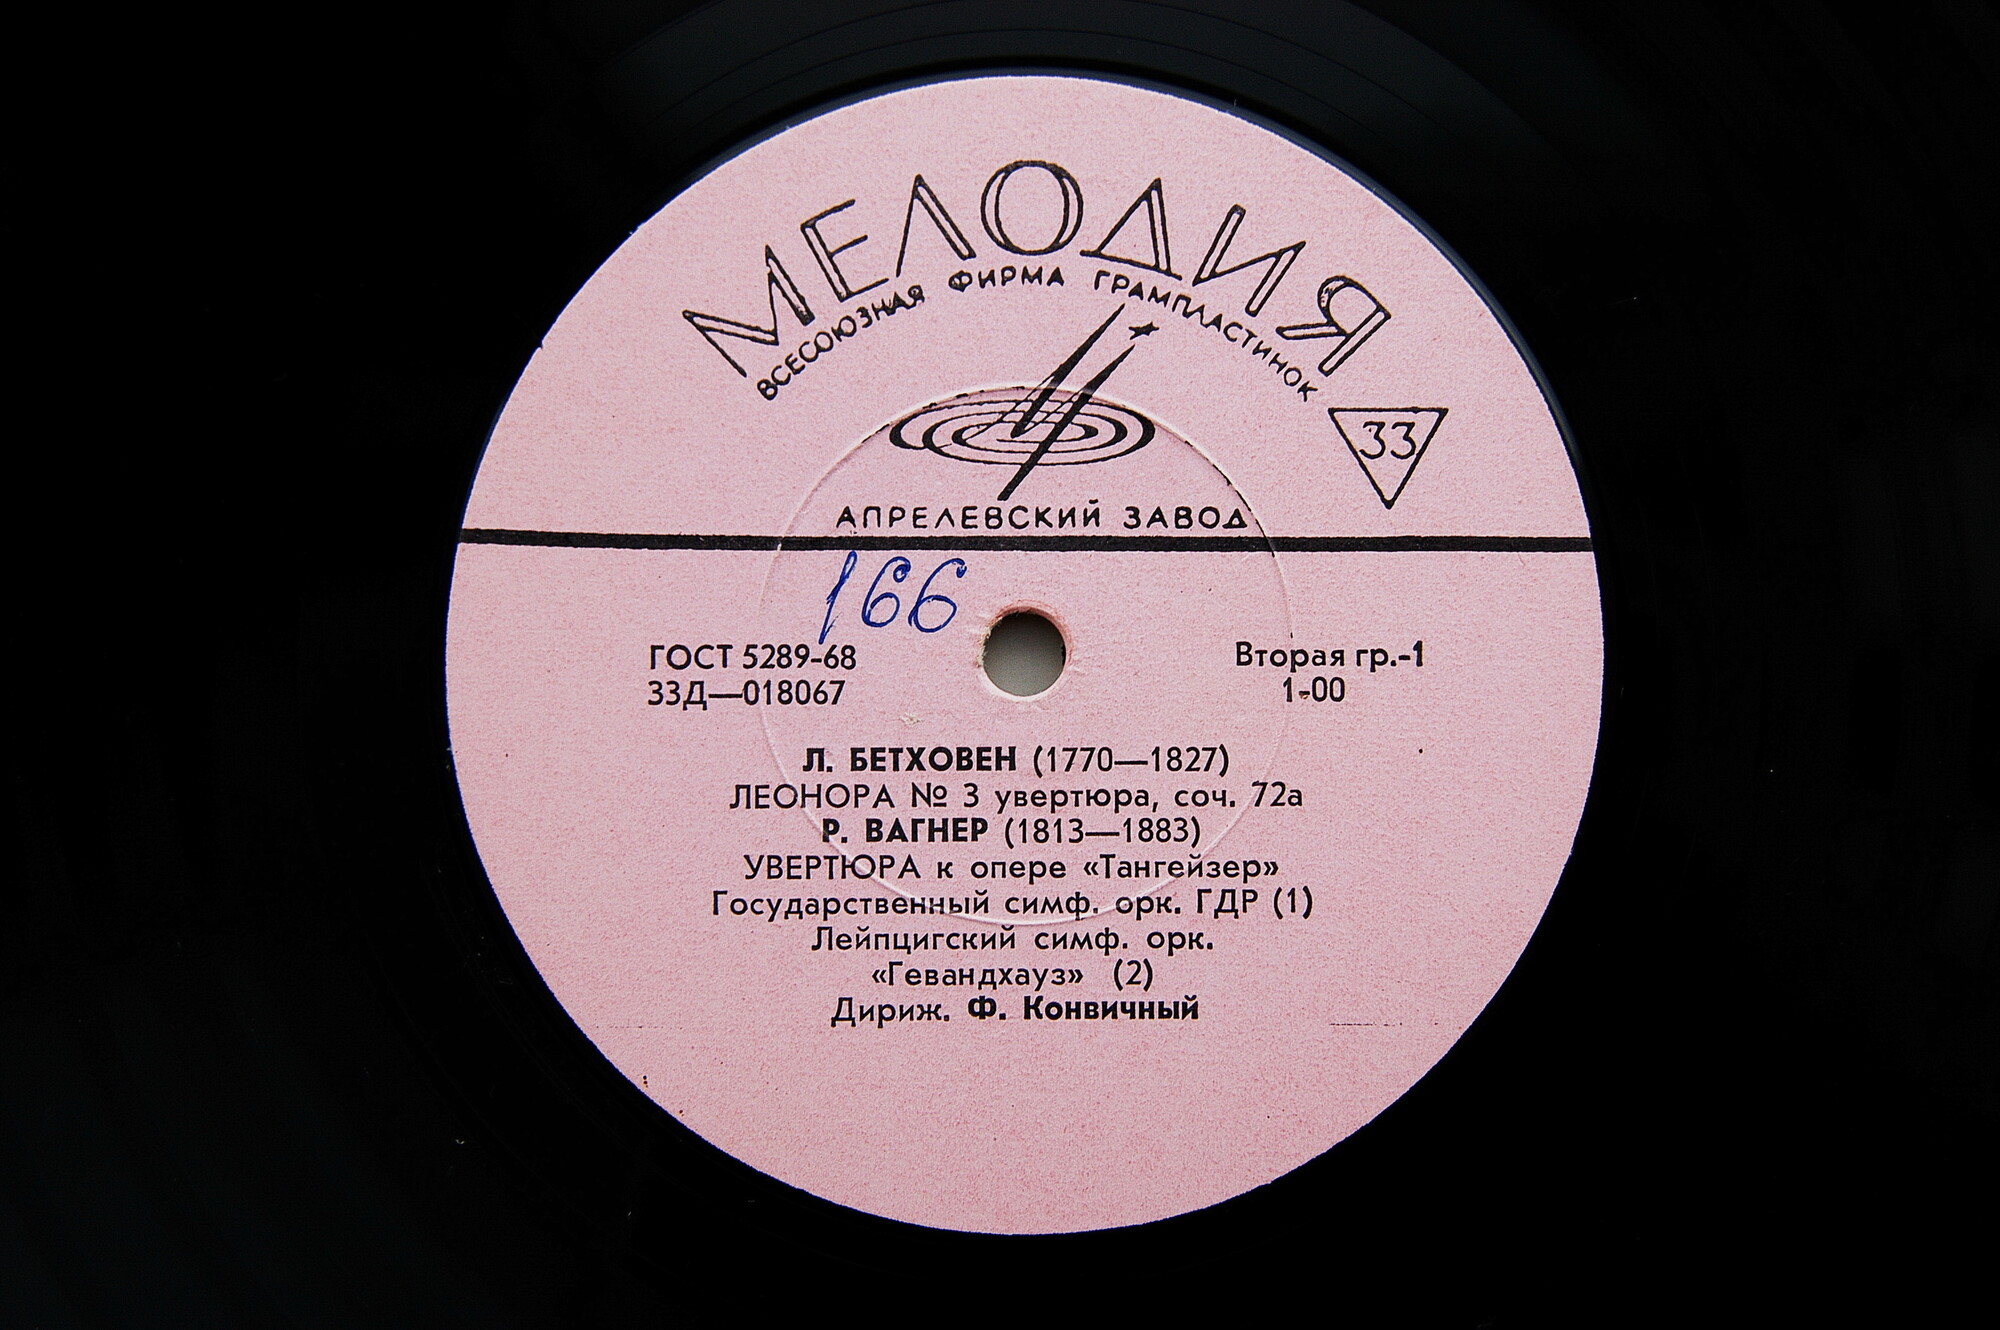 МЕЛОДИЯ
ВСЕСОЮЗНАЯ ФИРМА ГРАМПЛАСТИНОК
33
АПРЕЛЕВСКИЙ ЗАВОД
166
ГОСТ 5289-68
33Д—018067
Вторая гр.-1
1-00
Л. БЕТХОВЕН (1770—1827)
ЛЕОНОРА № 3 увертюра, соч. 72а
Р. ВАГНЕР (1813—1883)
УВЕРТЮРА к опере «Тангейзер»
Государственный симф. орк. ГДР (1)
Лейпцигский симф. орк.
«Гевандхауз» (2)
Дириж. Ф. Конвичный